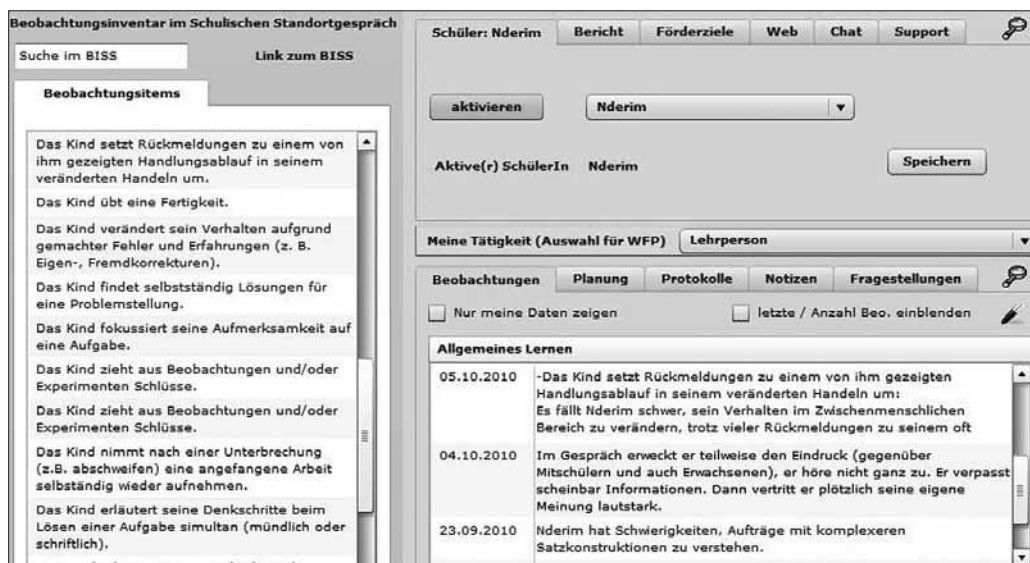 Beobachtungsinventar im Schulischen Standortgespräch
Suche im BISS
Link zum BISS
Beobachtungsitems
Das Kind setzt Rückmeldungen zu einem von
ihm gezeigten Handlungsablauf in seinem
veränderten Handeln um.
Das Kind übt eine Fertigkeit.
Das Kind verändert sein Verhalten aufgrund
gemachter Fehler und Erfahrungen (z. B.
Eigen-, Fremdkorrekturen).
Das Kind findet selbstständig Lösungen für
eine Problemstellung.
Das Kind fokussiert seine Aufmerksamkeit auf
eine Aufgabe.
Das Kind zieht aus Beobachtungen und/oder
Experimenten Schlüsse.
Das Kind zieht aus Beobachtungen und/oder
Experimenten Schlüsse.
Das Kind nimmt nach einer Unterbrechung
(z.B. abschweifen) eine angefangene Arbeit
selbständig wieder aufnehmen.
Das Kind erläutert seine Denkschritte beim
Lösen einer Aufgabe simultan (mündlich oder
schriftlich).
Schüler: Nderim
Bericht
Förderziele
Web
Chat
Support
aktivieren
Nderim
Aktive(r) SchülerIn Nderim
Speichern
Meine Tätigkeit (Auswahl für WFP)
Lehrperson
Beobachtungen
Planung
Protokolle
Notizen
Fragestellungen
Nur meine Daten zeigen
letzte / Anzahl Beo. einblenden
Allgemeines Lernen
05.10.2010
-Das Kind setzt Rückmeldungen zu einem von ihm gezeigten
Handlungsablauf in seinem veränderten Handeln um:
Es fällt Nderim schwer, sein Verhalten im Zwischenmenschlichen
Bereich zu verändern, trotz vieler Rückmeldungen zu seinem oft
04.10.2010
Im Gespräch erweckt er teilweise den Eindruck (gegenüber
Mitschülern und auch Erwachsenen), er höre nicht ganz zu. Er verpasst
scheinbar Informationen. Dann vertritt er plötzlich seine eigene
Meinung lautstark.
23.09.2010
Nderim hat Schwierigkeiten, Aufträge mit komplexeren
Satzkonstruktionen zu verstehen.